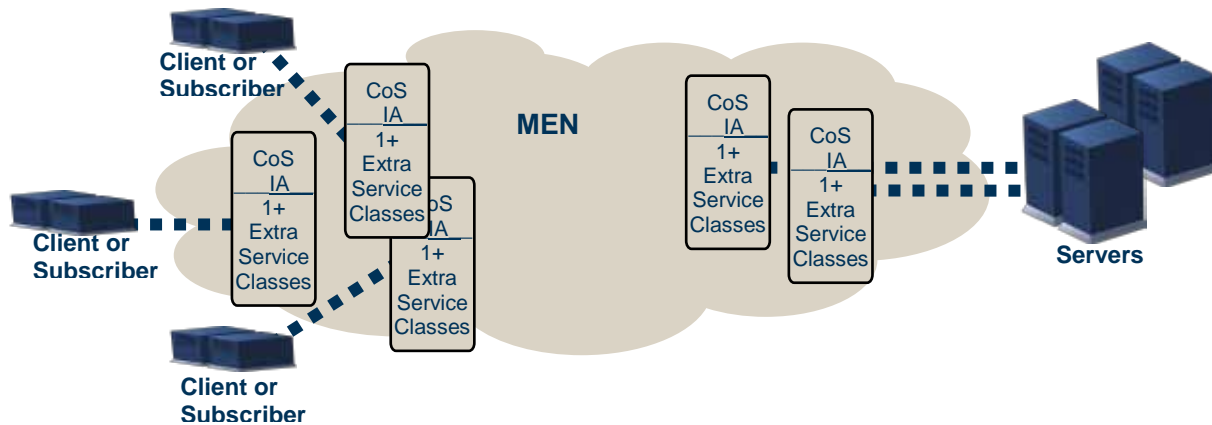 Client or
Subscriber
CoS
IA
1+
Extra
Service
Classes
MEN
CoS
IA
1+
Extra
Service
Classes
CoS
IA
1+
Extra
Service
Classes
CoS
IA
1+
Extra
Service
Classes
Client or
Subscriber
IA
1+
Extra
Service
Classes
Servers
Client or
Subscriber